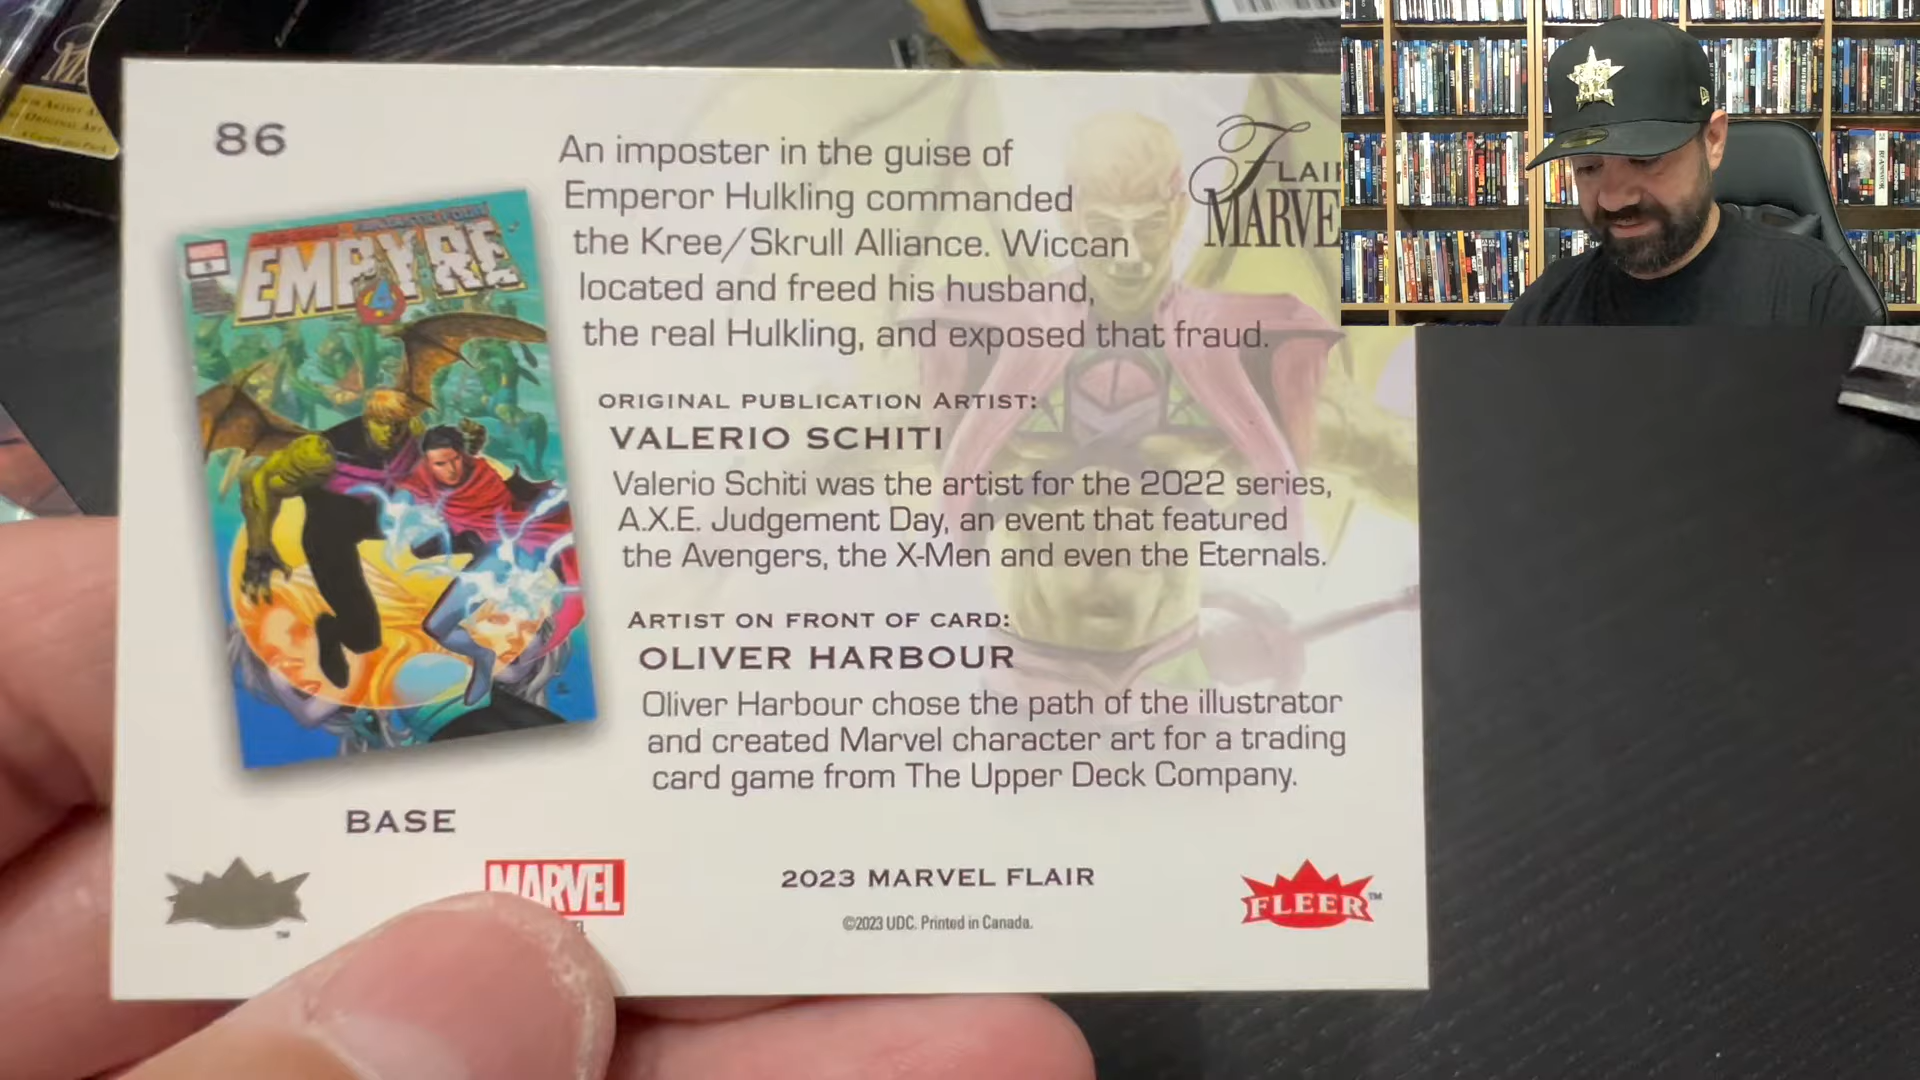 86
An imposter in the guise of
Emperor Hulkling commanded
the Kree/Skrull Alliance. Wiccan
located and freed his husband,
the real Hulkling, and exposed that fraud.
FLAIR
MARVE
EMPYRE
ORIGINAL PUBLICATION ARTIST:
VALERIO SCHITI
Valerio Schiti was the artist for the 2022 series,
A.X.E. Judgement Day, an event that featured
the Avengers, the X-Men and even the Eternals.
ARTIST ON FRONT OF CARD:
OLIVER HARBOUR
Oliver Harbour chose the path of the illustrator
and created Marvel character art for a trading
card game from The Upper Deck Company.
BASE
MARVEL
2023 MARVEL FLAIR
©2023 UDC. Printed in Canada.
FLEER™